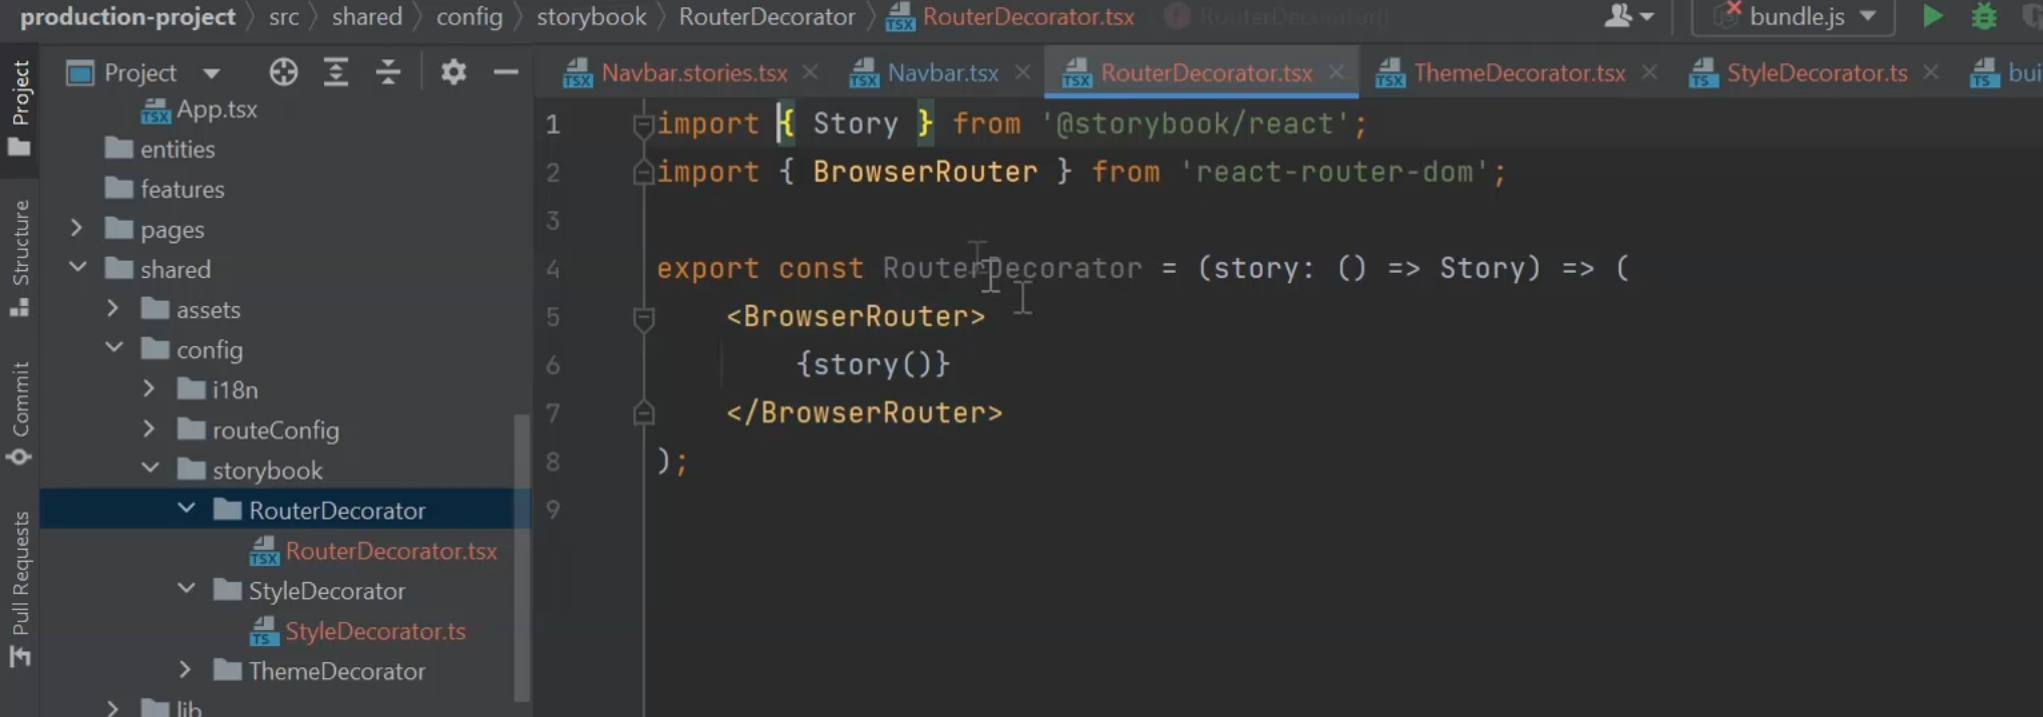 production-project src shared config storybook RouterDecorator RouterDecorator.tsx RouterDecorator() bundle.js
Project
Structure
Commit
Pull Requests
Project
App.tsx
entities
features
pages
shared
assets
config
i18n
routeConfig
storybook
RouterDecorator
RouterDecorator.tsx
StyleDecorator
StyleDecorator.ts
ThemeDecorator
lib
Navbar.stories.tsx Navbar.tsx RouterDecorator.tsx ThemeDecorator.tsx StyleDecorator.ts
1 import { Story } from '@storybook/react';
2 import { BrowserRouter } from 'react-router-dom';
3
4 export const RouterDecorator = (story: () => Story) => (
5 <BrowserRouter>
6 {story()}
7 </BrowserRouter>
8 );
9